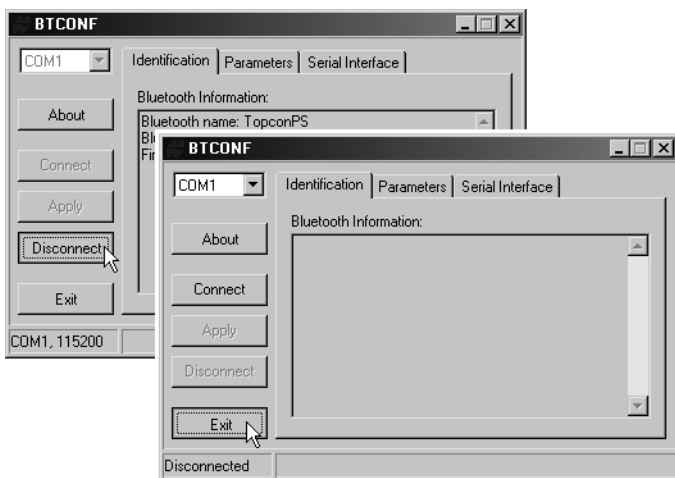 BTCONF
COM1
Identification
Parameters
Serial Interface
Bluetooth Information:
About
Bluetooth name: TopconPS
Connect
Apply
Disconnect
Exit
COM1, 115200
BTCONF
COM1
Identification
Parameters
Serial Interface
Bluetooth Information:
About
Connect
Apply
Disconnect
Exit
Disconnected